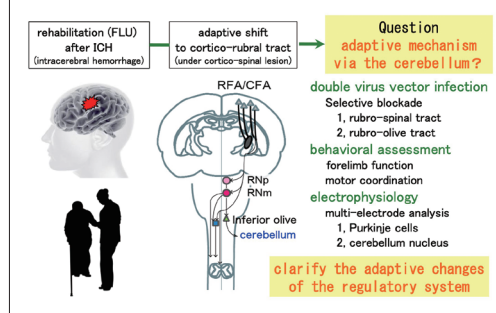 rehabilitation (FLU)
after ICH
(intracerebral hemorrhage)
adaptive shift
to cortico-rubral tract
(under cortico-spinal lesion)
Question
adaptive mechanism
via the cerebellum?
RFA/CFA
RNp
RNm
Inferior olive
cerebellum
double virus vector infection
Selective blockade
1, rubro-spinal tract
2, rubro-olive tract
behavioral assessment
forelimb function
motor coordination
electrophysiology
multi-electrode analysis
1, Purkinje cells
2, cerebellum nucleus
clarify the adaptive changes
of the regulatory system